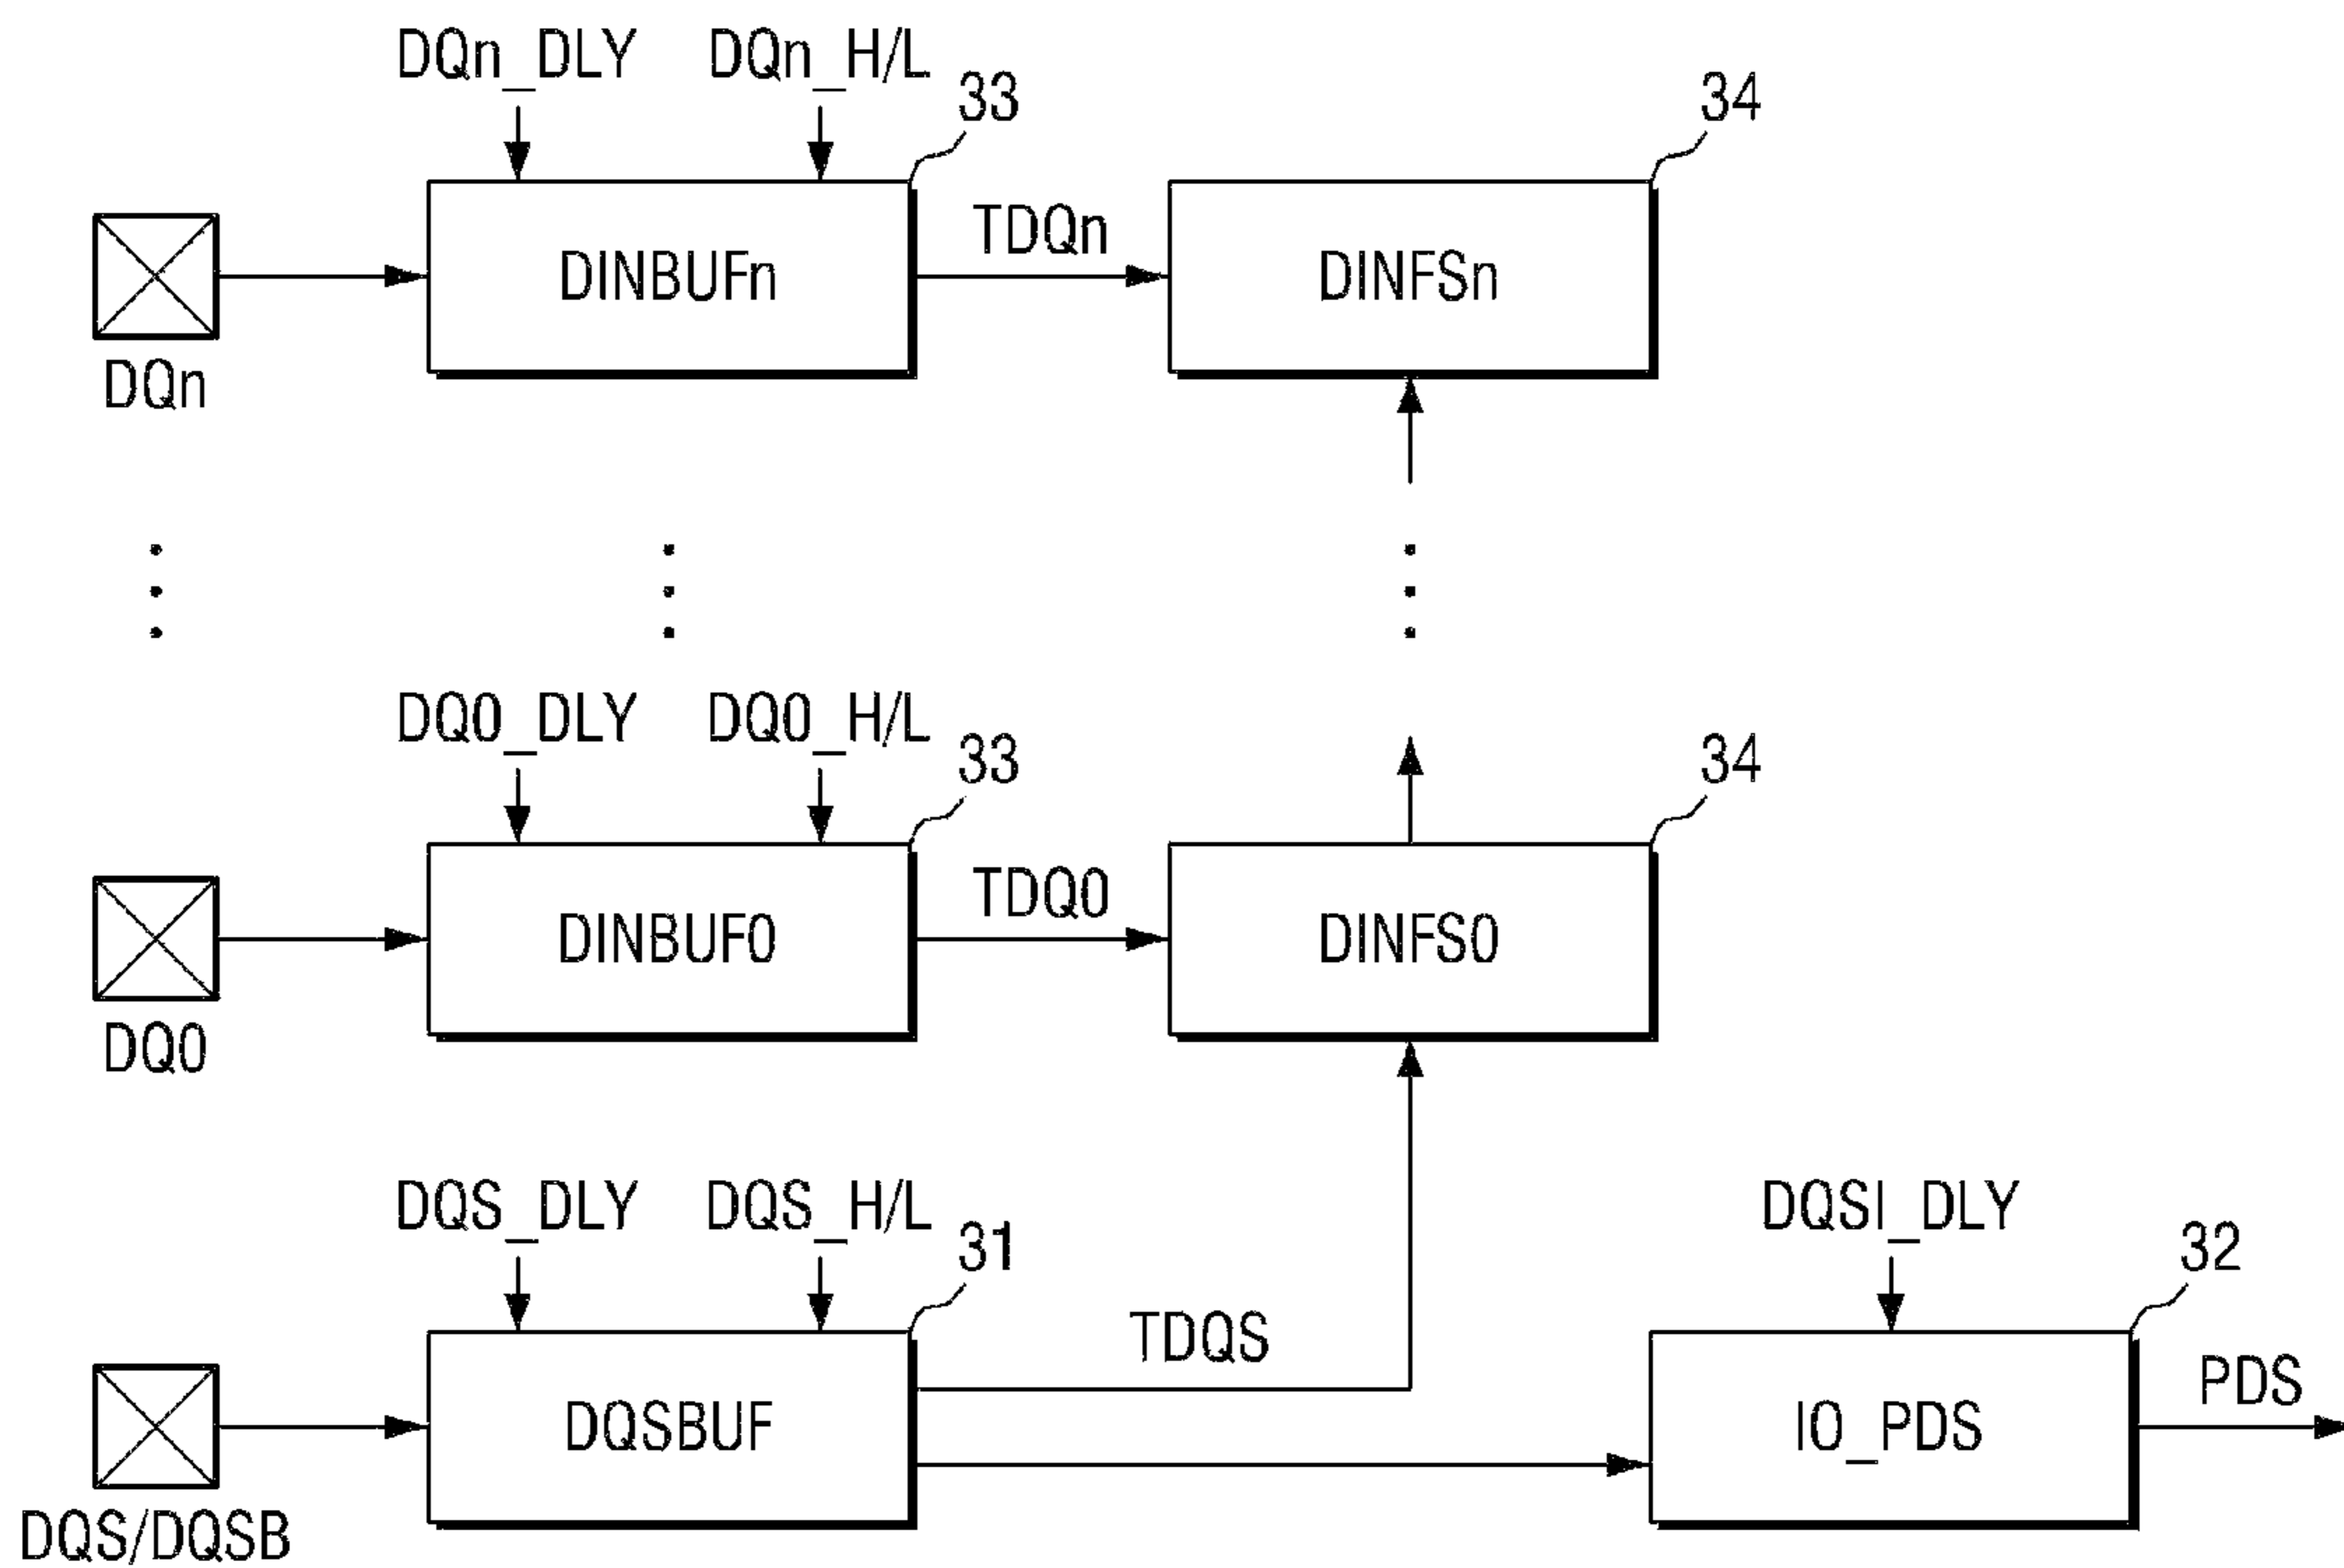 DQn_DLY DQn_H/L
33
34
TDQn
DINBUFn
DINFSn
DQn
DQ0_DLY DQ0_H/L
33
34
TDQ0
DINBUF0
DINFS0
DQ0
DQS_DLY DQS_H/L
DQSI_DLY
31
32
TDQS
PDS
DQSBUF
IO_PDS
DQS/DQSB